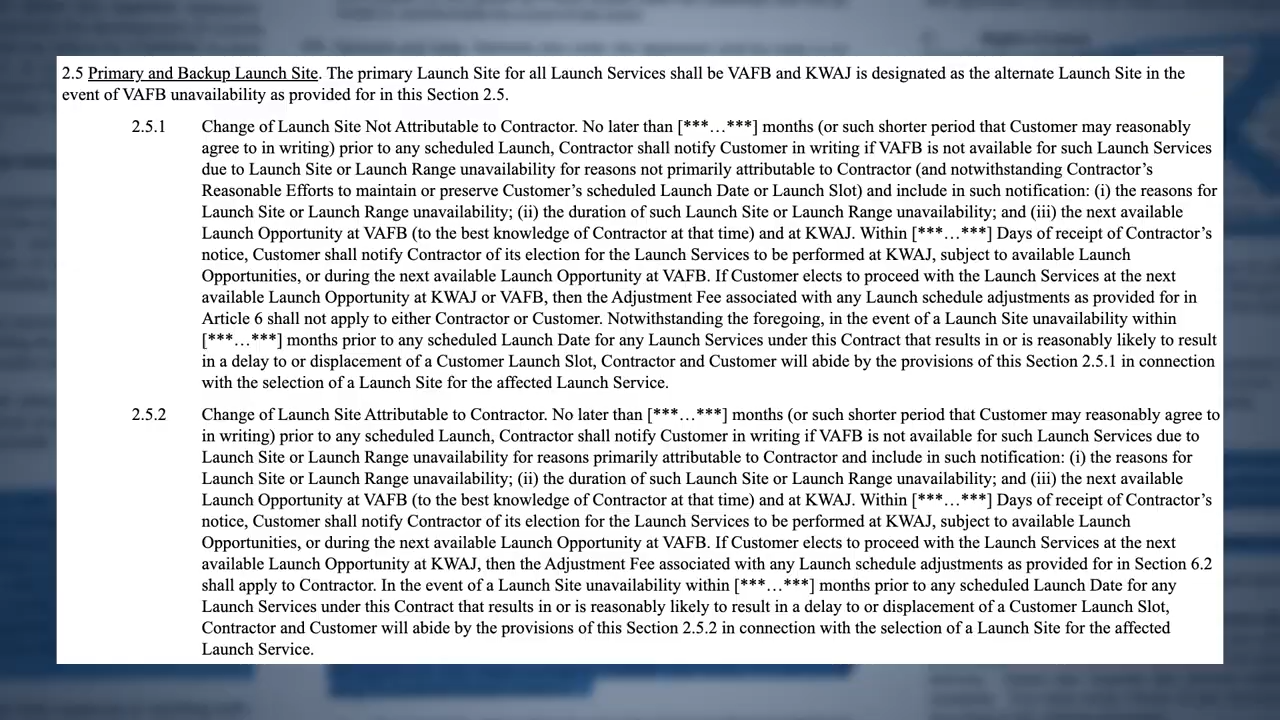 2.5 Primary and Backup Launch Site. The primary Launch Site for all Launch Services shall be VAFB and KWAJ is designated as the alternate Launch Site in the
event of VAFB unavailability as provided for in this Section 2.5.
2.5.1 Change of Launch Site Not Attributable to Contractor. No later than [***…***] months (or such shorter period that Customer may reasonably
agree to in writing) prior to any scheduled Launch, Contractor shall notify Customer in writing if VAFB is not available for such Launch Services
due to Launch Site or Launch Range unavailability for reasons not primarily attributable to Contractor (and notwithstanding Contractor’s
Reasonable Efforts to maintain or preserve Customer’s scheduled Launch Date or Launch Slot) and include in such notification: (i) the reasons for
Launch Site or Launch Range unavailability; (ii) the duration of such Launch Site or Launch Range unavailability; and (iii) the next available
Launch Opportunity at VAFB (to the best knowledge of Contractor at that time) and at KWAJ. Within [***…***] Days of receipt of Contractor’s
notice, Customer shall notify Contractor of its election for the Launch Services to be performed at KWAJ, subject to available Launch
Opportunities, or during the next available Launch Opportunity at VAFB. If Customer elects to proceed with the Launch Services at the next
available Launch Opportunity at KWAJ or VAFB, then the Adjustment Fee associated with any Launch schedule adjustments as provided for in
Article 6 shall not apply to either Contractor or Customer. Notwithstanding the foregoing, in the event of a Launch Site unavailability within
[***…***] months prior to any scheduled Launch Date for any Launch Services under this Contract that results in or is reasonably likely to result
in a delay to or displacement of a Customer Launch Slot, Contractor and Customer will abide by the provisions of this Section 2.5.1 in connection
with the selection of a Launch Site for the affected Launch Service.
2.5.2 Change of Launch Site Attributable to Contractor. No later than [***…***] months (or such shorter period that Customer may reasonably agree to
in writing) prior to any scheduled Launch, Contractor shall notify Customer in writing if VAFB is not available for such Launch Services due to
Launch Site or Launch Range unavailability for reasons primarily attributable to Contractor and include in such notification: (i) the reasons for
Launch Site or Launch Range unavailability; (ii) the duration of such Launch Site or Launch Range unavailability; and (iii) the next available
Launch Opportunity at VAFB (to the best knowledge of Contractor at that time) and at KWAJ. Within [***…***] Days of receipt of Contractor’s
notice, Customer shall notify Contractor of its election for the Launch Services to be performed at KWAJ, subject to available Launch
Opportunities, or during the next available Launch Opportunity at VAFB. If Customer elects to proceed with the Launch Services at the next
available Launch Opportunity at KWAJ, then the Adjustment Fee associated with any Launch schedule adjustments as provided for in Section 6.2
shall apply to Contractor. In the event of a Launch Site unavailability within [***…***] months prior to any scheduled Launch Date for any
Launch Services under this Contract that results in or is reasonably likely to result in a delay to or displacement of a Customer Launch Slot,
Contractor and Customer will abide by the provisions of this Section 2.5.2 in connection with the selection of a Launch Site for the affected
Launch Service.